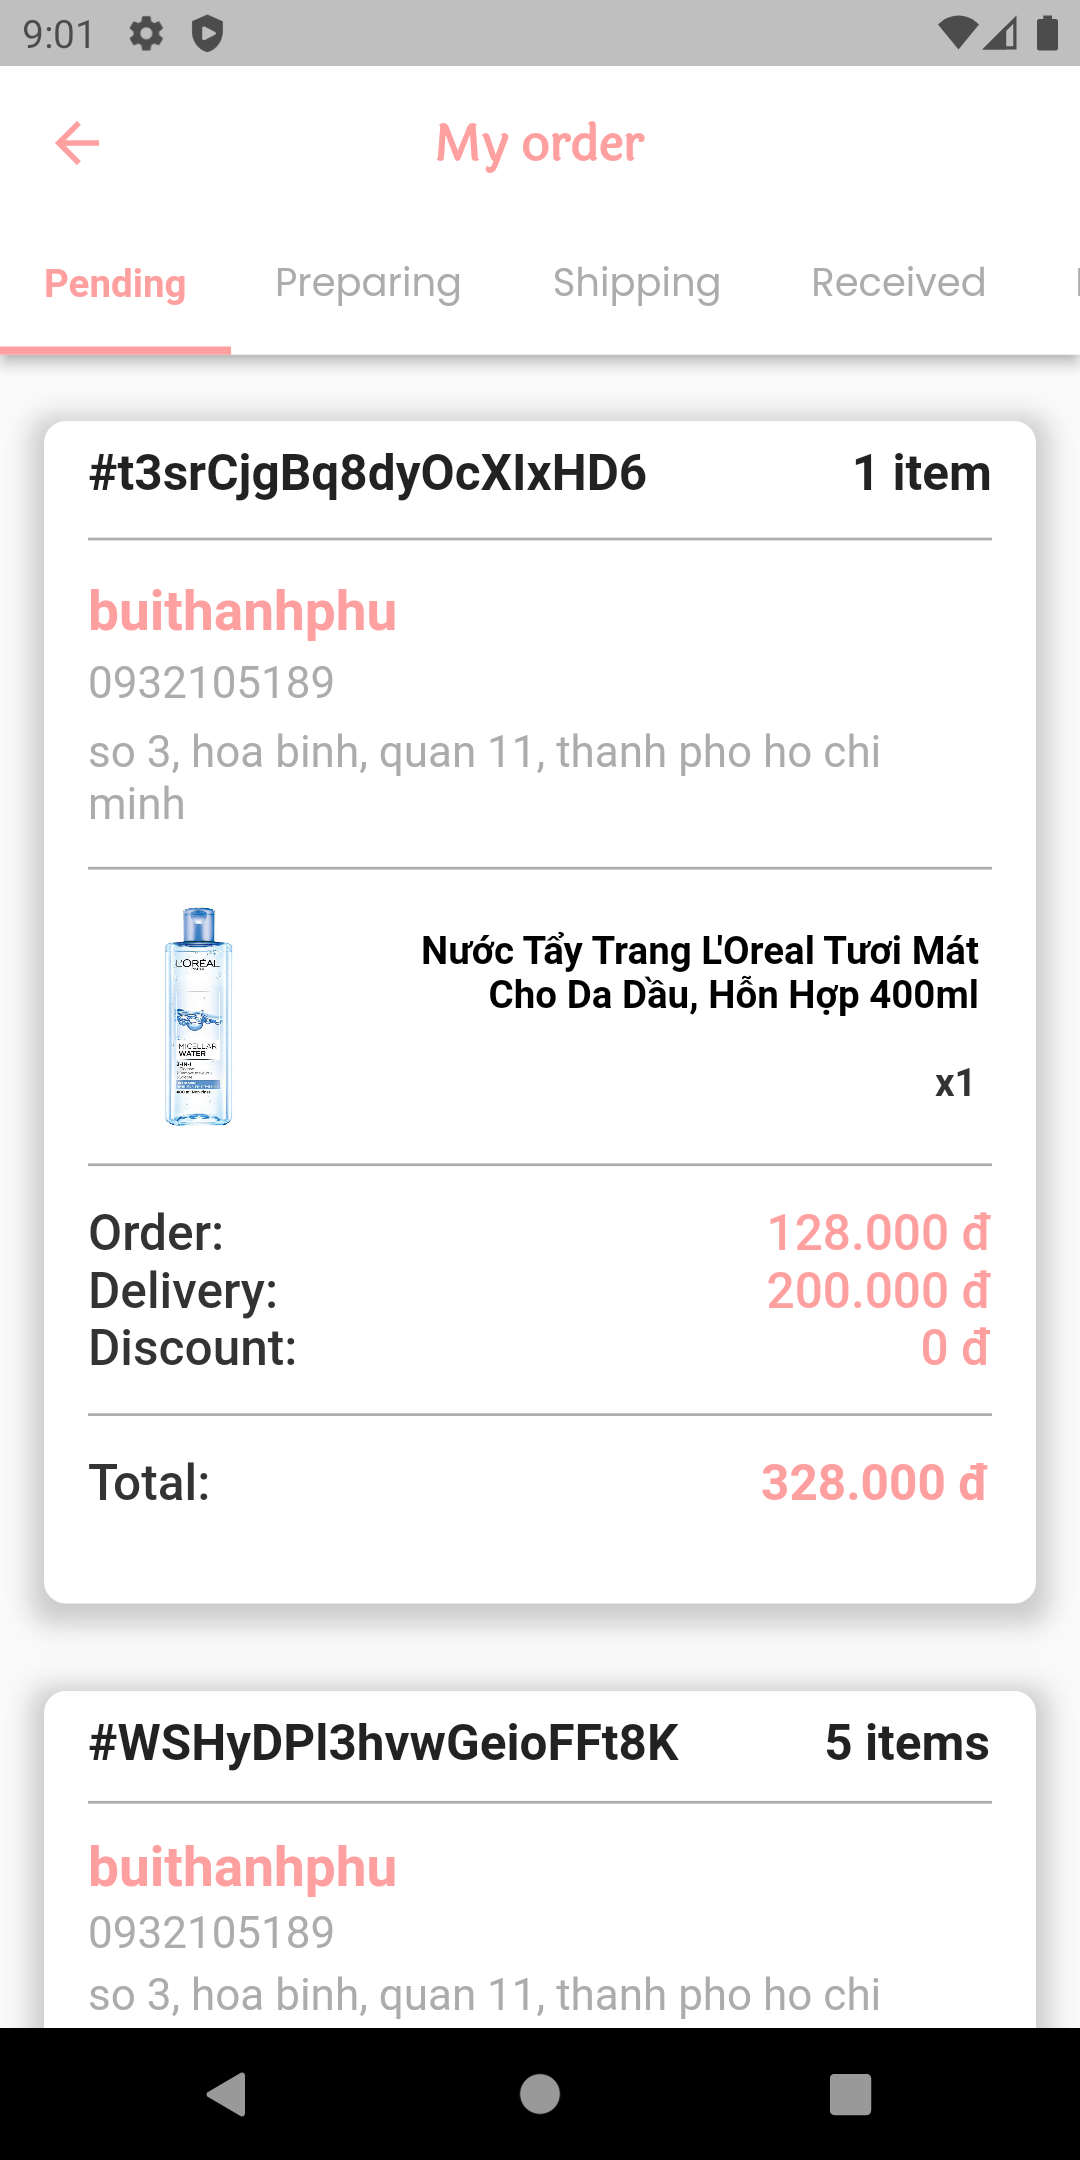 9:01
My order
Pending Preparing Shipping Received
#t3srCjgBq8dyOcXIxHD6 1 item
buithanhphu
0932105189
so 3, hoa binh, quan 11, thanh pho ho chi
minh
L'ORÉAL
MICELLAR
WATER
Nước Tẩy Trang L'Oreal Tươi Mát
Cho Da Dầu, Hỗn Hợp 400ml
x1
Order: 128.000 đ
Delivery: 200.000 đ
Discount: 0 đ
Total: 328.000 đ
#WSHyDPl3hvwGeioFFt8K 5 items
buithanhphu
0932105189
so 3, hoa binh, quan 11, thanh pho ho chi